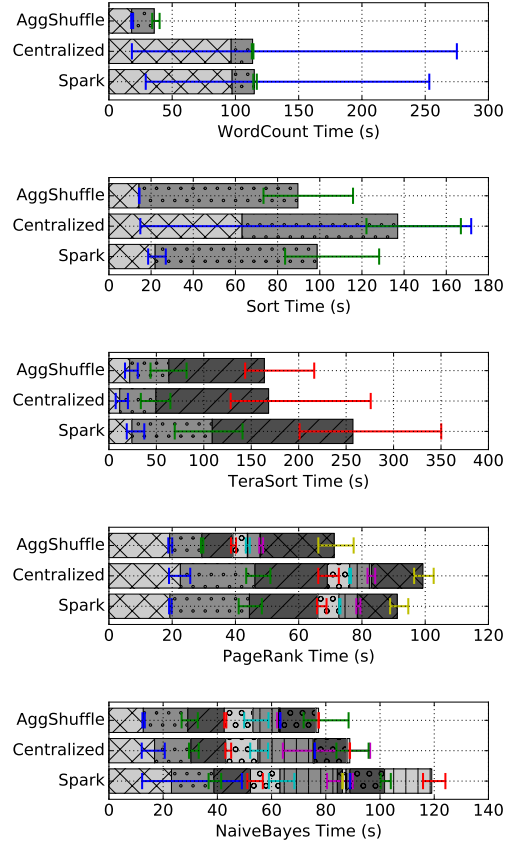 AggShuffle
Centralized
Spark
0 50 100 150 200 250 300
WordCount Time (s)
AggShuffle
Centralized
Spark
0 20 40 60 80 100 120 140 160 180
Sort Time (s)
AggShuffle
Centralized
Spark
0 50 100 150 200 250 300 350 400
TeraSort Time (s)
AggShuffle
Centralized
Spark
0 20 40 60 80 100 120
PageRank Time (s)
AggShuffle
Centralized
Spark
0 20 40 60 80 100 120 140
NaiveBayes Time (s)